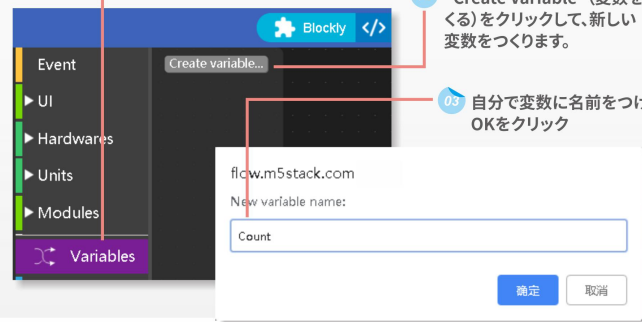 "Create Variable"（変数を
くる）をクリックして、新しい
変数をつくります。
Blockly </>
Event
Create variable...
UI
Hardwares
Units
Modules
Variables
03 自分で変数に名前をつけ
OKをクリック
flow.m5stack.com
New variable name:
Count
确定
取消